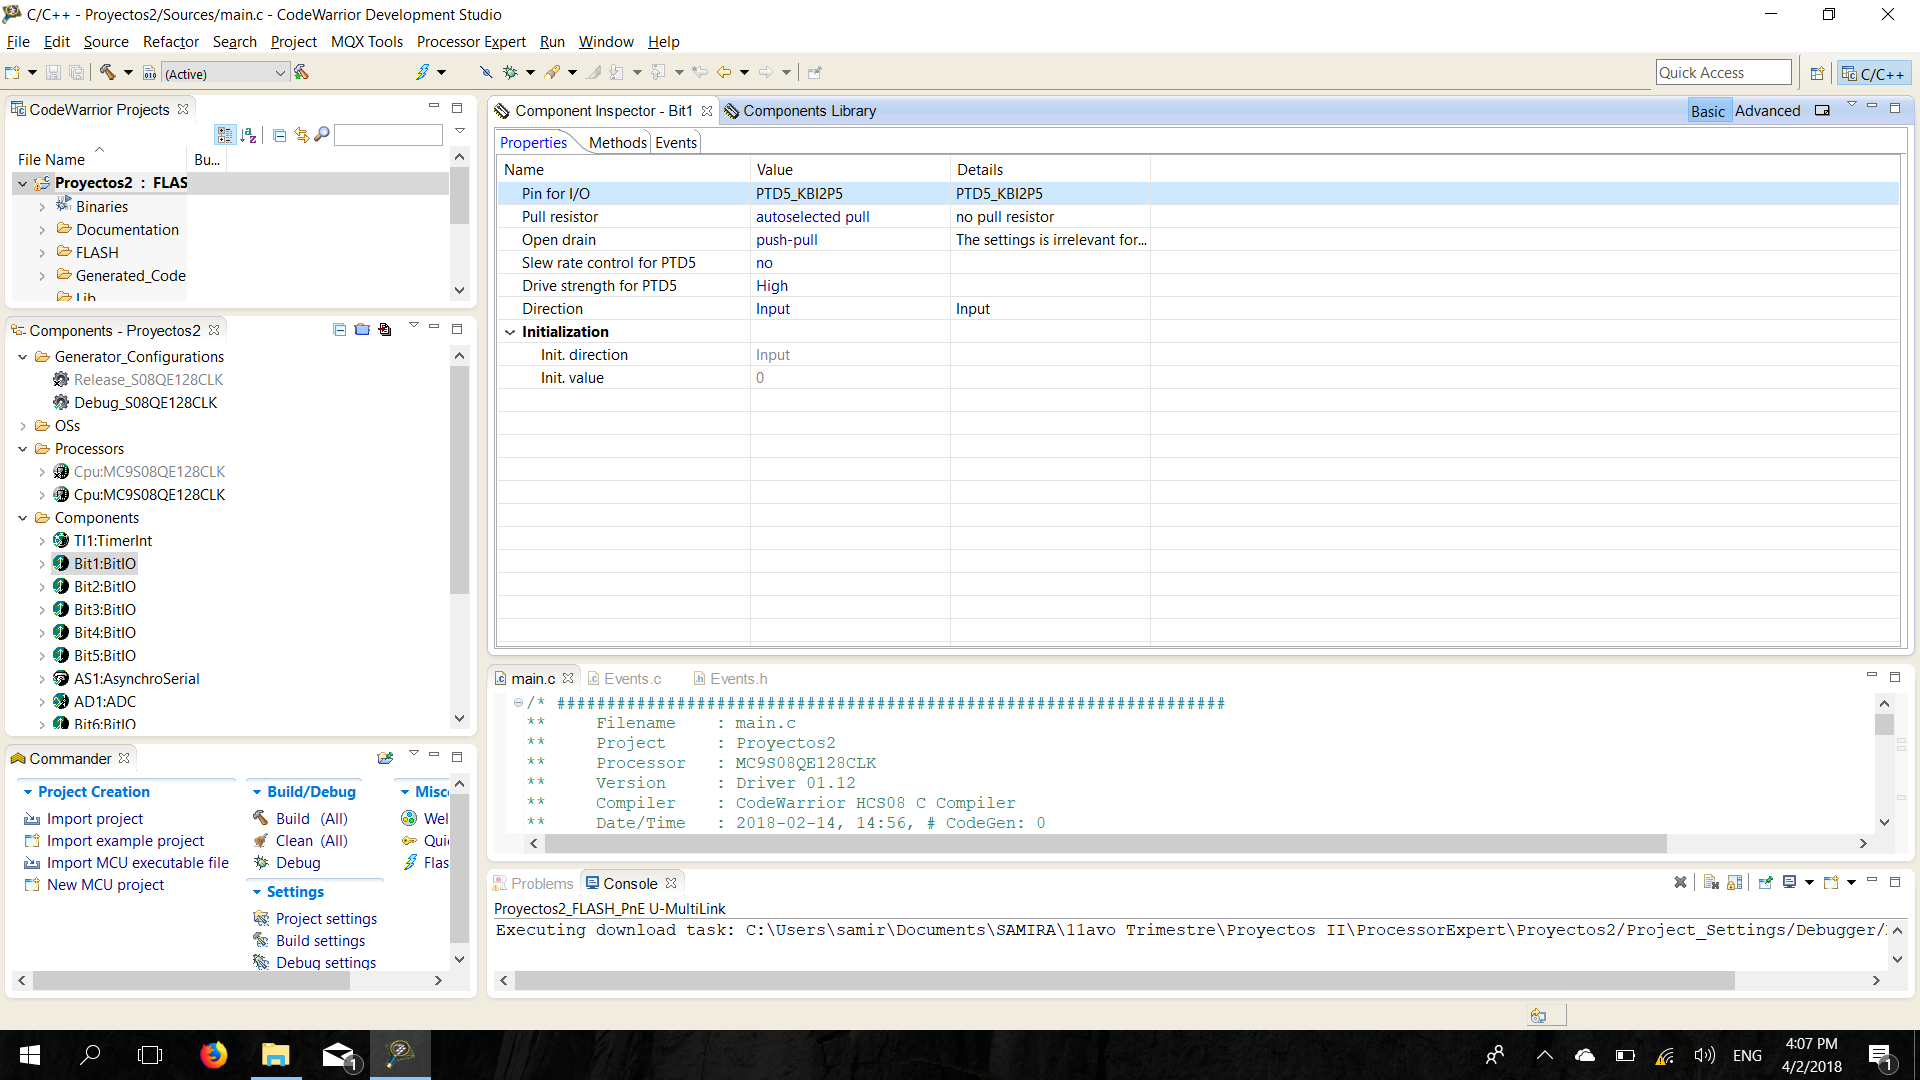 C/C++ - Proyectos2/Sources/main.c - CodeWarrior Development Studio
File Edit Source Refactor Search Project MQX Tools Processor Expert Run Window Help
(Active)
Quick Access
C/C++
CodeWarrior Projects
File Name Bu...
Proyectos2 : FLAS
Binaries
Documentation
FLASH
Generated_Code
Lib
Components - Proyectos2
Generator_Configurations
Release_S08QE128CLK
Debug_S08QE128CLK
OSs
Processors
Cpu:MC9S08QE128CLK
Cpu:MC9S08QE128CLK
Components
TI1:TimerInt
Bit1:BitIO
Bit2:BitIO
Bit3:BitIO
Bit4:BitIO
Bit5:BitIO
AS1:AsynchroSerial
AD1:ADC
Bit6:BitIO
Commander
Project Creation
Import project
Import example project
Import MCU executable file
New MCU project
Build/Debug
Build (All)
Clean (All)
Debug
Settings
Project settings
Build settings
Debug settings
Misc
Wel
Quic
Flas
Component Inspector - Bit1 Components Library
Basic Advanced
Properties Methods Events
Name Value Details
Pin for I/O PTD5_KBI2P5 PTD5_KBI2P5
Pull resistor autoselected pull no pull resistor
Open drain push-pull The settings is irrelevant for...
Slew rate control for PTD5 no
Drive strength for PTD5 High
Direction Input Input
Initialization
Init. direction Input
Init. value 0
main.c Events.c Events.h
/* ###################################################################
** Filename : main.c
** Project : Proyectos2
** Processor : MC9S08QE128CLK
** Version : Driver 01.12
** Compiler : CodeWarrior HCS08 C Compiler
** Date/Time : 2018-02-14, 14:56, # CodeGen: 0
Problems Console
Proyectos2_FLASH_PnE U-MultiLink
Executing download task: C:\Users\samir\Documents\SAMIRA\11avo Trimestre\Proyectos II\ProcessorExpert\Proyectos2/Project_Settings/Debugger/
1
ENG
4:07 PM
4/2/2018
1